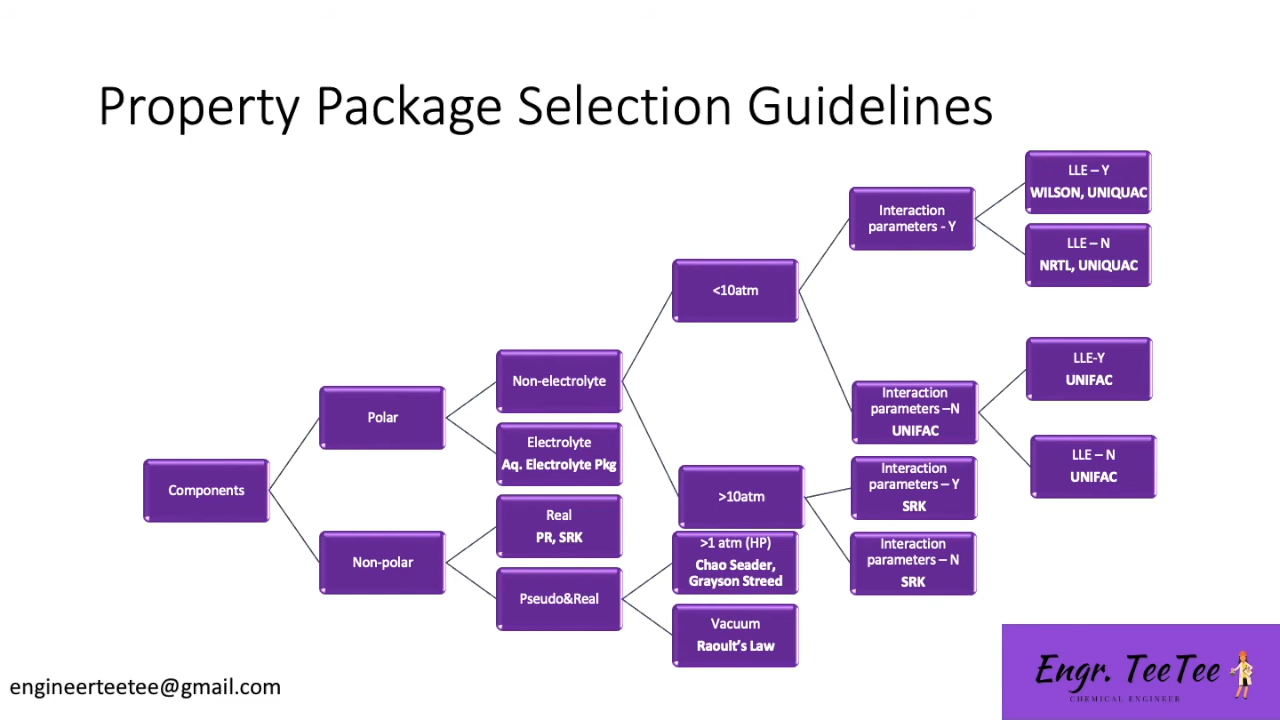 Property Package Selection Guidelines
LLE – Y
WILSON, UNIQUAC
Interaction
parameters - Y
LLE – N
NRTL, UNIQUAC
<10atm
LLE-Y
UNIFAC
Non-electrolyte
Interaction
parameters –N
UNIFAC
Polar
Electrolyte
Aq. Electrolyte Pkg
LLE – N
UNIFAC
Components
>10atm
Interaction
parameters – Y
SRK
Real
PR, SRK
>1 atm (HP)
Chao Seader,
Grayson Streed
Interaction
parameters – N
SRK
Non-polar
Pseudo&Real
Vacuum
Raoult's Law
engineerteetee@gmail.com
Engr. TeeTee
CHEMICAL ENGINEER